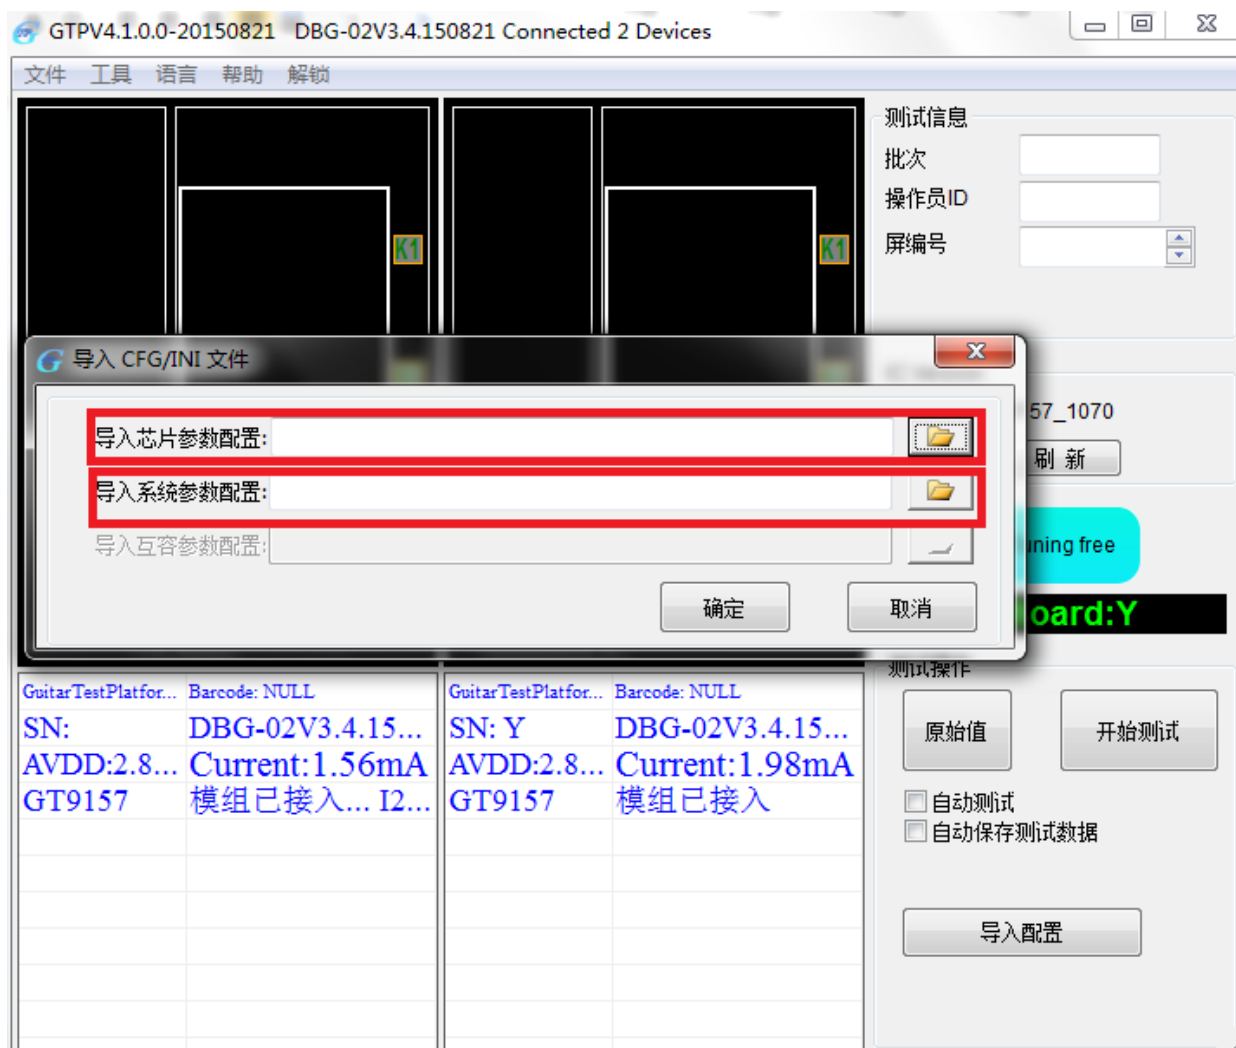 GTPV4.1.0.0-20150821 DBG-02V3.4.150821 Connected 2 Devices
文件 工具 语言 帮助 解锁
测试信息
批次
操作员ID
屏编号
K1
K1
导入 CFG/INI 文件
导入芯片参数配置:
导入系统参数配置:
导入互容参数配置:
确定
取消
57_1070
刷 新
ning free
oard:Y
GuitarTestPlatfor... Barcode: NULL
SN: DBG-02V3.4.15...
AVDD:2.8... Current:1.56mA
GT9157 模组已接入... I2...
GuitarTestPlatfor... Barcode: NULL
SN: Y DBG-02V3.4.15...
AVDD:2.8... Current:1.98mA
GT9157 模组已接入
测试操作
原始值
开始测试
自动测试
自动保存测试数据
导入配置